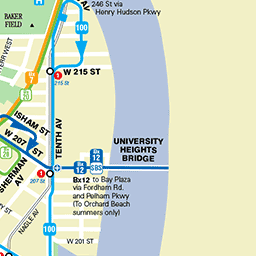 246 St via
Henry Hudson Pkwy
BAKER
FIELD
100
W 215 ST
1
215 St
Bx
7
ISHAM ST
W 207 ST
TENTH AV
UNIVERSITY
HEIGHTS
BRIDGE
Bx
12
Bx
12
SBS
1
207 St
SHERMAN AV
Bx12 to Bay Plaza
via Fordham Rd.
and Pelham Pkwy
(To Orchard Beach
summers only)
NAGLE AV
W 201 ST
100